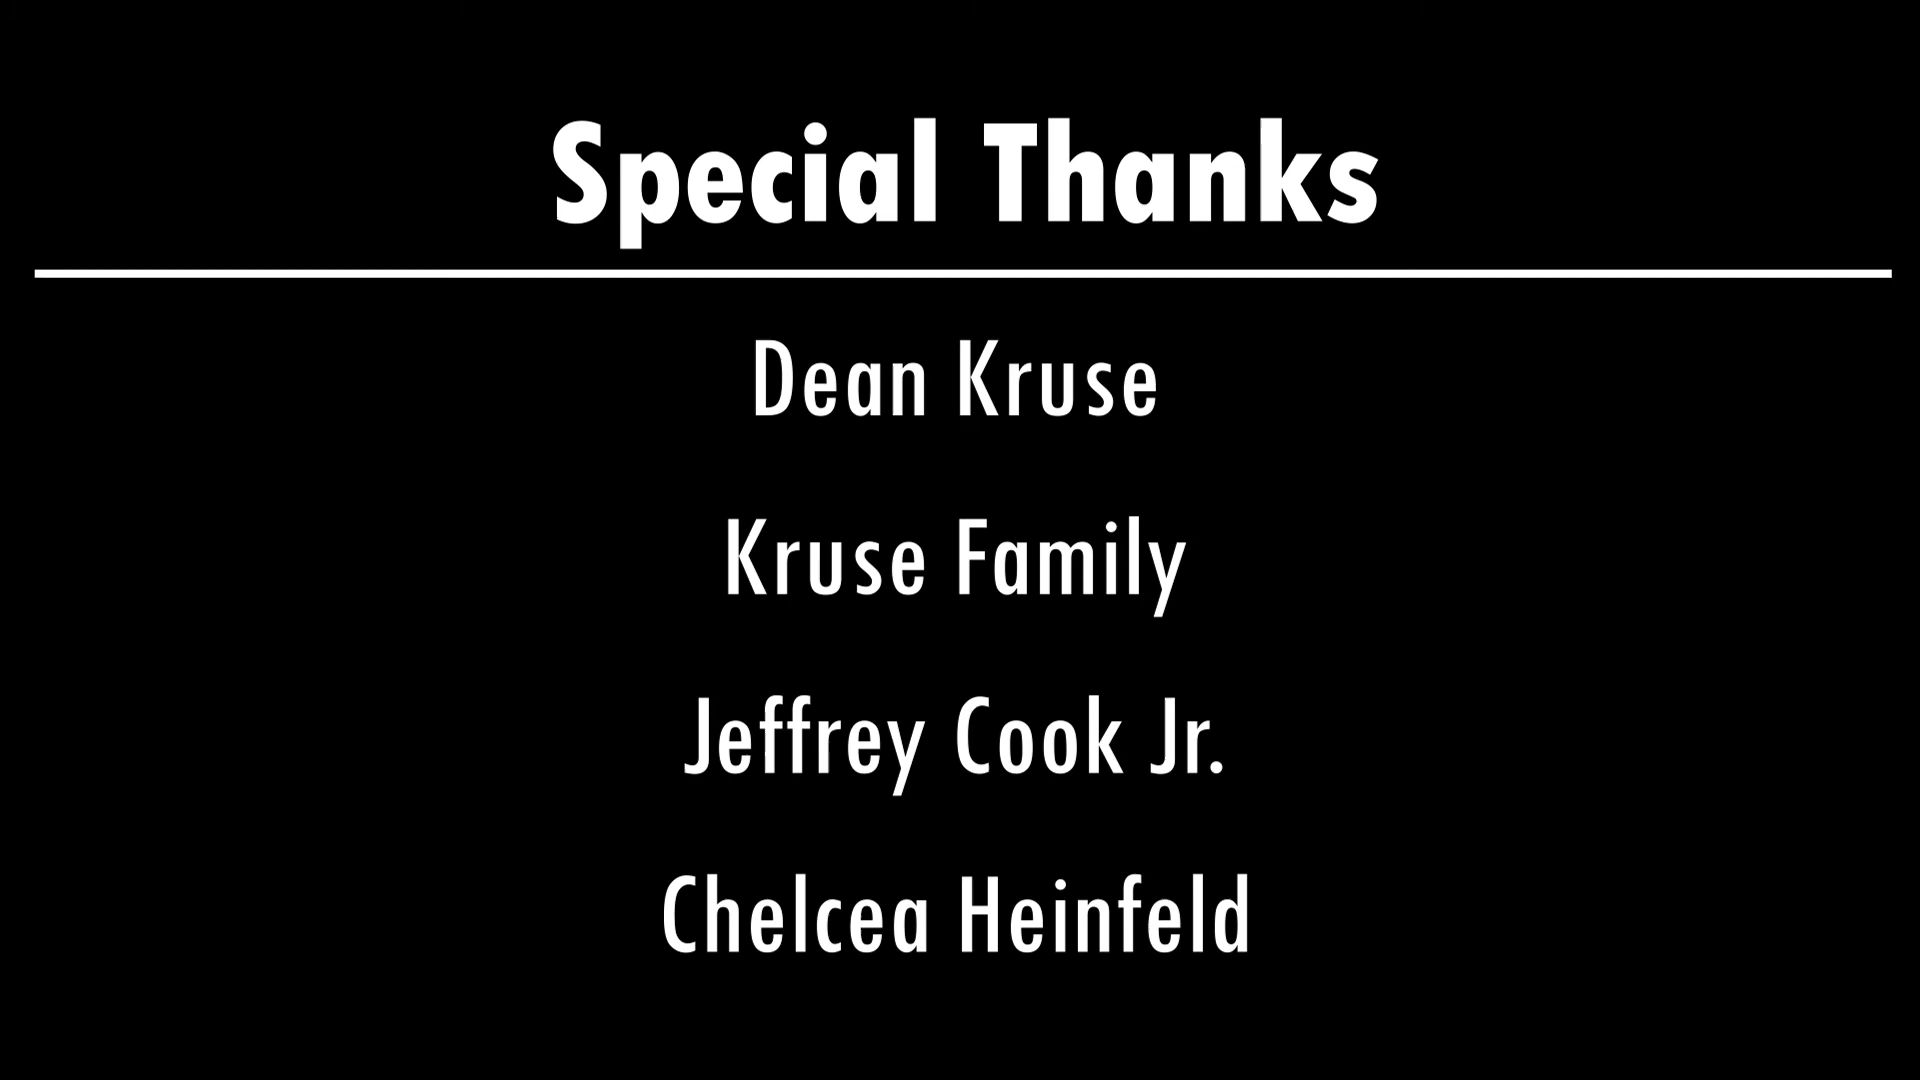 Special Thanks
Dean Kruse
Kruse Family
Jeffrey Cook Jr.
Chelcea Heinfeld